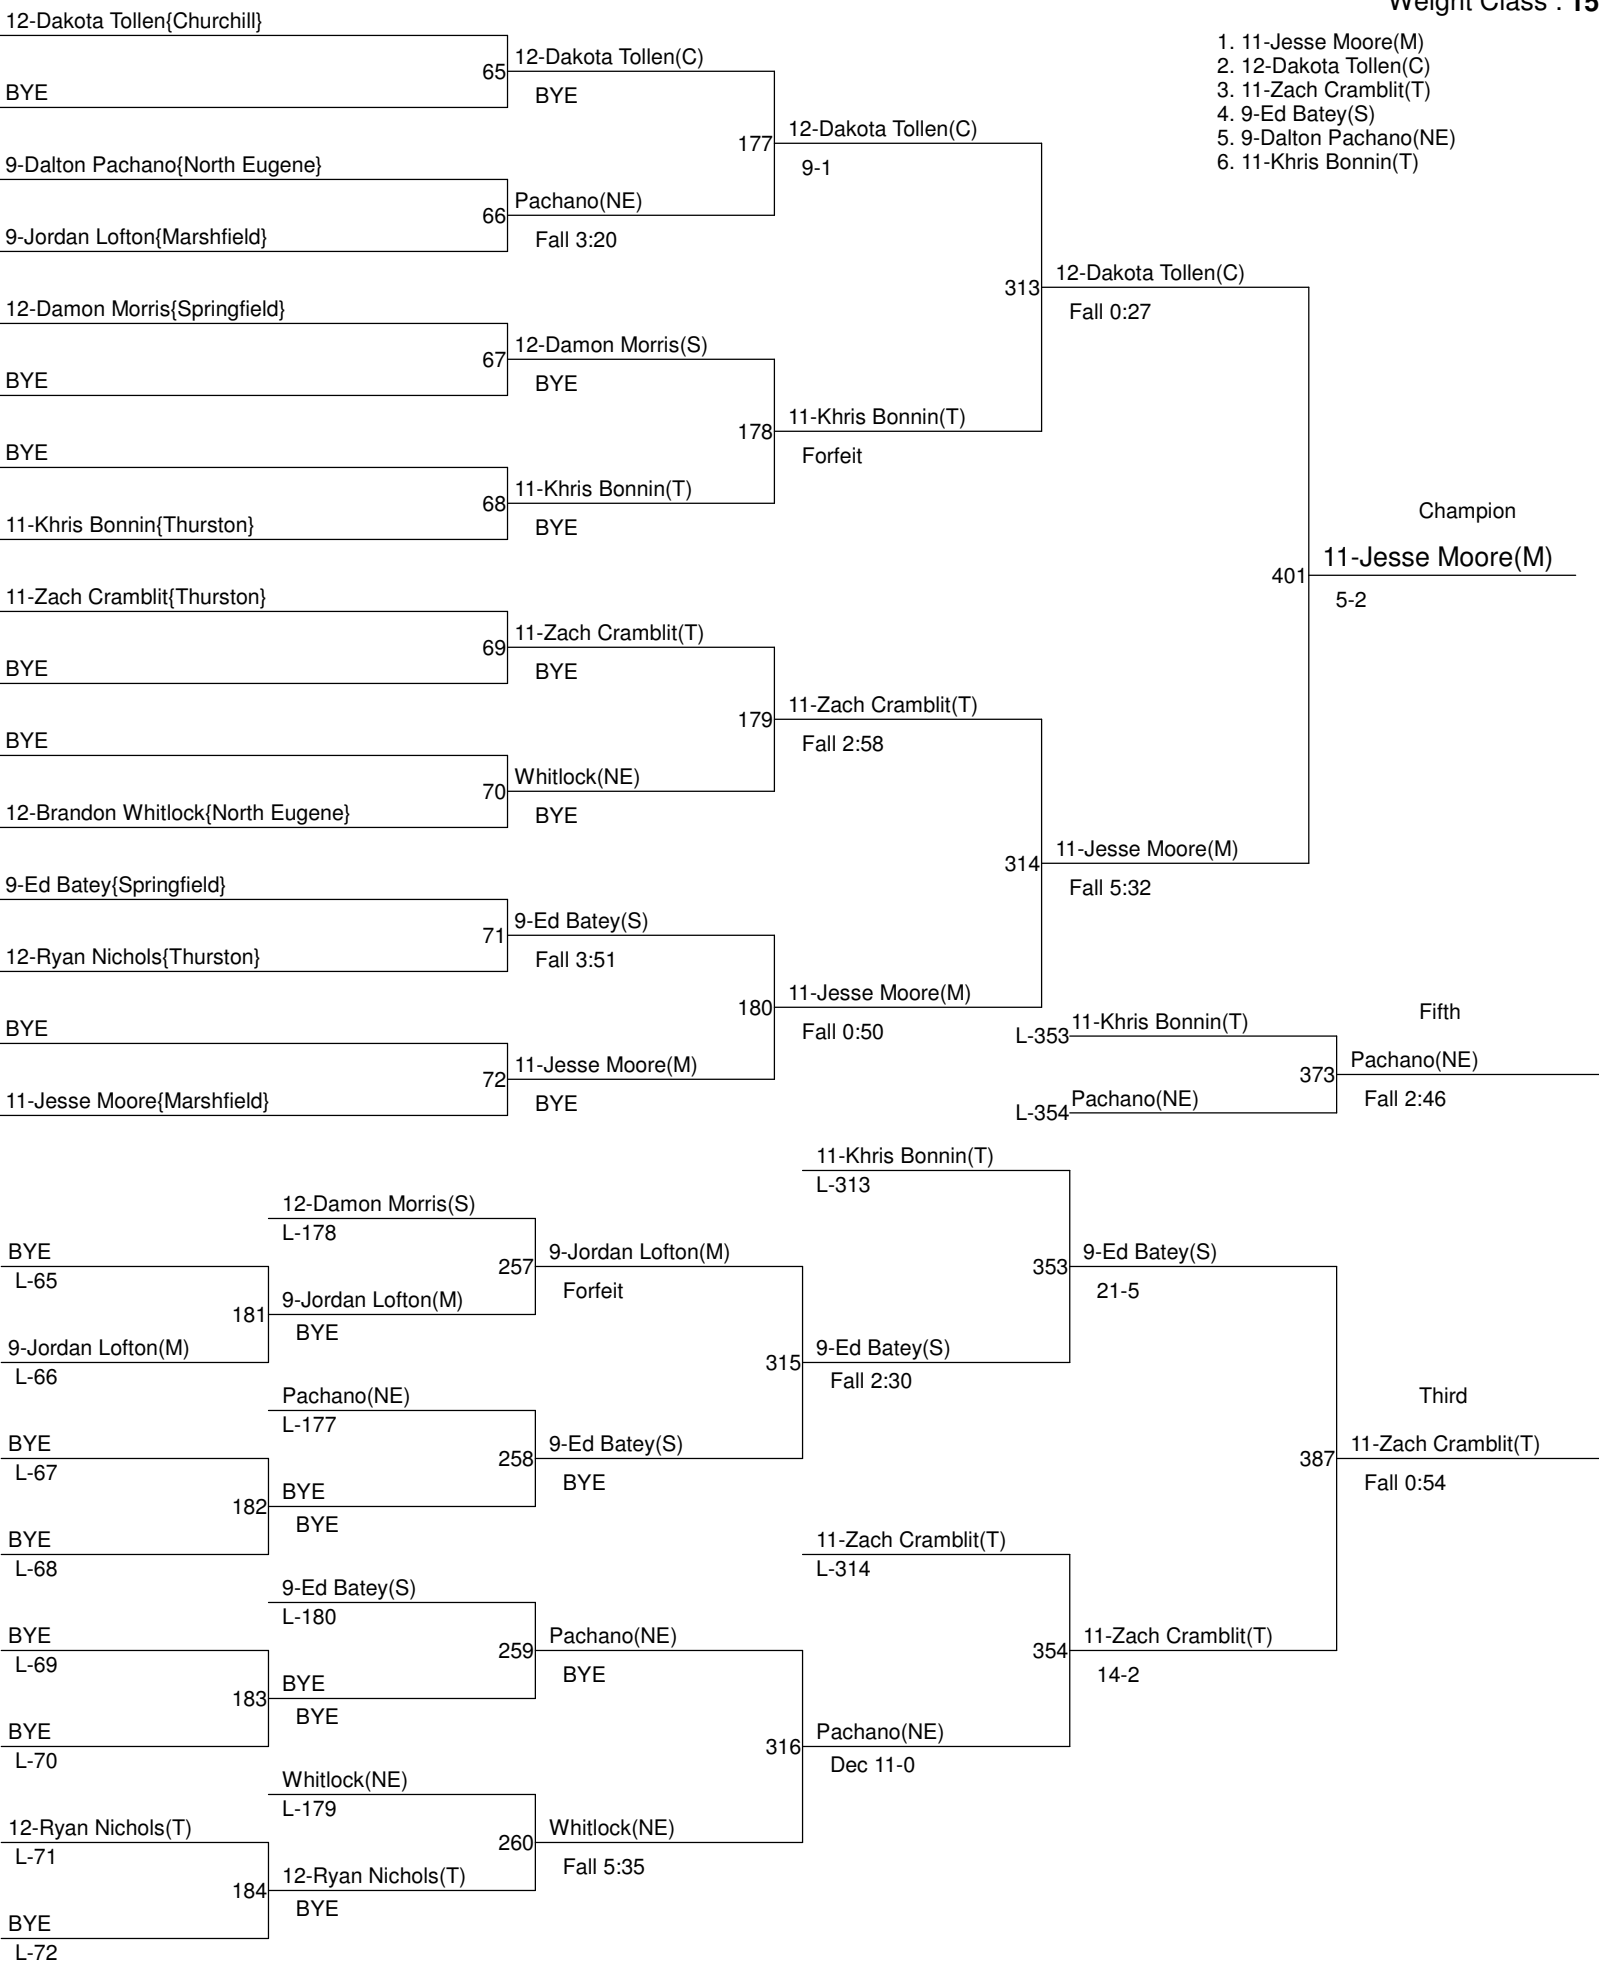 Weight Class : 15
1. 11-Jesse Moore(M)
2. 12-Dakota Tollen(C)
3. 11-Zach Cramblit(T)
4. 9-Ed Batey(S)
5. 9-Dalton Pachano(NE)
6. 11-Khris Bonnin(T)
12-Dakota Tollen{Churchill}
65
12-Dakota Tollen(C)
BYE
BYE
177
12-Dakota Tollen(C)
9-1
9-Dalton Pachano{North Eugene}
66
Pachano(NE)
Fall 3:20
9-Jordan Lofton{Marshfield}
313
12-Dakota Tollen(C)
Fall 0:27
12-Damon Morris{Springfield}
67
12-Damon Morris(S)
BYE
BYE
178
11-Khris Bonnin(T)
Forfeit
BYE
68
11-Khris Bonnin(T)
BYE
11-Khris Bonnin{Thurston}
Champion
401
11-Jesse Moore(M)
5-2
11-Zach Cramblit{Thurston}
69
11-Zach Cramblit(T)
BYE
BYE
179
11-Zach Cramblit(T)
Fall 2:58
BYE
70
Whitlock(NE)
BYE
12-Brandon Whitlock{North Eugene}
314
11-Jesse Moore(M)
Fall 5:32
9-Ed Batey{Springfield}
71
9-Ed Batey(S)
Fall 3:51
12-Ryan Nichols{Thurston}
180
11-Jesse Moore(M)
Fall 0:50
BYE
72
11-Jesse Moore(M)
BYE
11-Jesse Moore{Marshfield}
Fifth
L-353
11-Khris Bonnin(T)
373
Pachano(NE)
Fall 2:46
L-354
Pachano(NE)
11-Khris Bonnin(T)
L-313
12-Damon Morris(S)
L-178
BYE
L-65
257
9-Jordan Lofton(M)
Forfeit
353
9-Ed Batey(S)
21-5
181
9-Jordan Lofton(M)
BYE
9-Jordan Lofton(M)
L-66
315
9-Ed Batey(S)
Fall 2:30
Pachano(NE)
L-177
Third
BYE
L-67
258
9-Ed Batey(S)
BYE
387
11-Zach Cramblit(T)
Fall 0:54
182
BYE
BYE
BYE
L-68
11-Zach Cramblit(T)
L-314
9-Ed Batey(S)
L-180
BYE
L-69
259
Pachano(NE)
BYE
354
11-Zach Cramblit(T)
14-2
183
BYE
BYE
BYE
L-70
316
Pachano(NE)
Dec 11-0
Whitlock(NE)
L-179
12-Ryan Nichols(T)
L-71
260
Whitlock(NE)
Fall 5:35
184
12-Ryan Nichols(T)
BYE
BYE
L-72